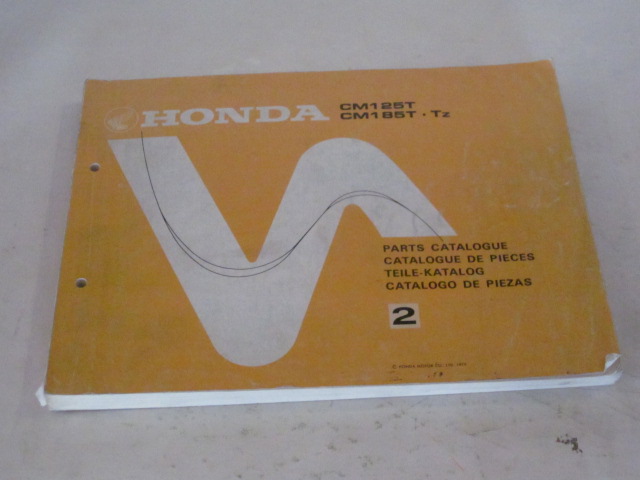 HONDA
CM125T
CM185T · Tz
PARTS CATALOGUE
CATALOGUE DE PIECES
TEILE-KATALOG
CATALOGO DE PIEZAS
2